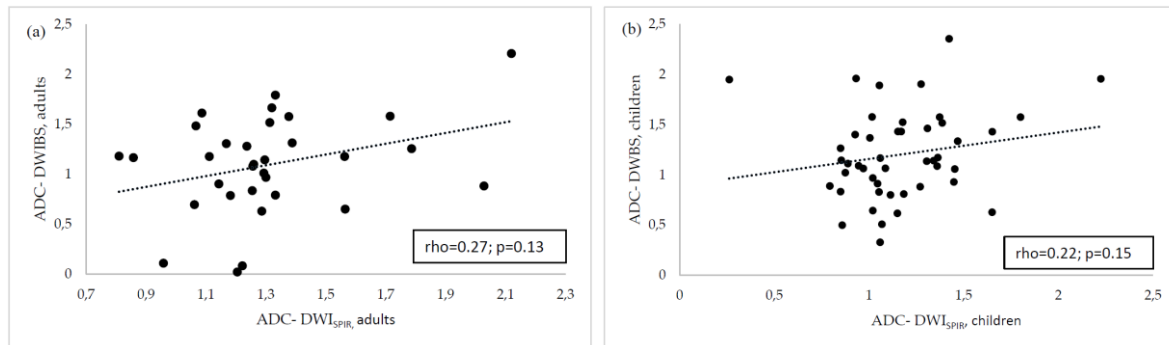 (a)
2,5
2
1,5
1
0,5
0
ADC- DWIBS, adults
0,7 0,9 1,1 1,3 1,5 1,7 1,9 2,1 2,3
ADC- DWISPIR, adults
rho=0.27; p=0.13
(b)
2,5
2
1,5
1
0,5
0
ADC- DWBS, children
0 0,5 1 1,5 2 2,5
ADC- DWISPIR, children
rho=0.22; p=0.15